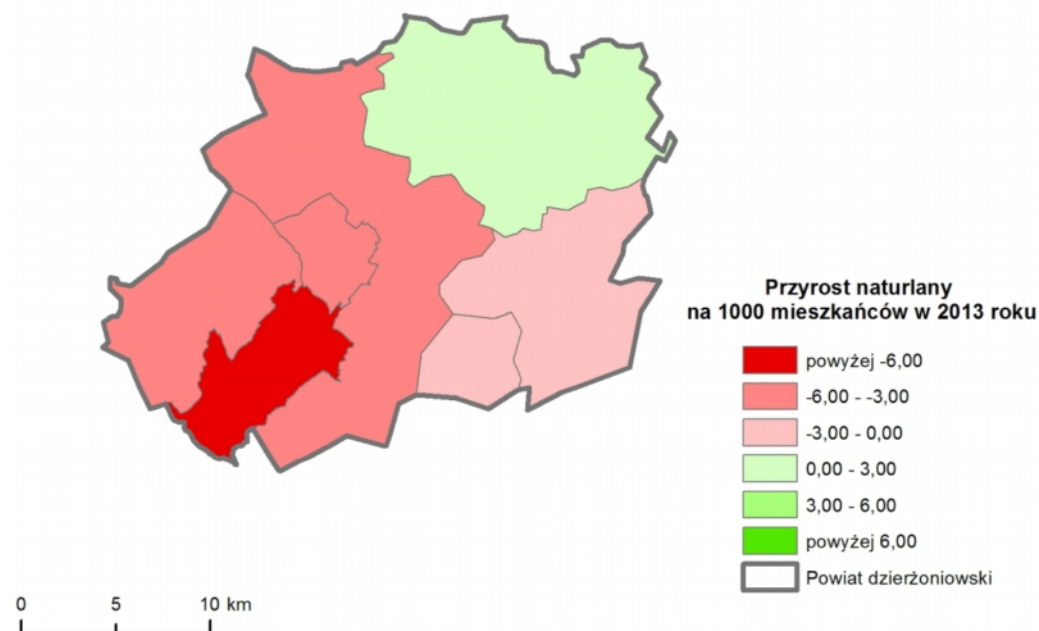 Przyrost naturlany
na 1000 mieszkańców w 2013 roku
powyżej -6,00
-6,00 - -3,00
-3,00 - 0,00
0,00 - 3,00
3,00 - 6,00
powyżej 6,00
Powiat dzierżoniowski
0 5 10 km